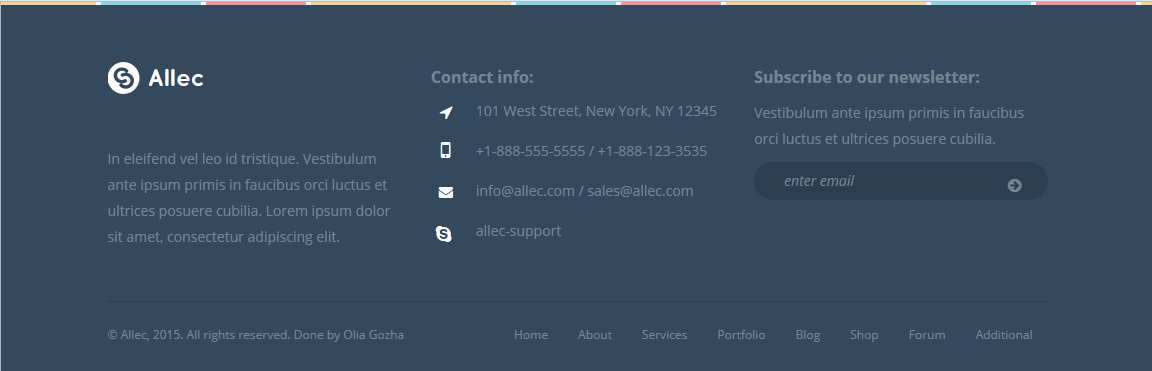 Allec
In eleifend vel leo id tristique. Vestibulum
ante ipsum primis in faucibus orci luctus et
ultrices posuere cubilia. Lorem ipsum dolor
sit amet, consectetur adipiscing elit.
Contact info:
101 West Street, New York, NY 12345
+1-888-555-5555 / +1-888-123-3535
info@allec.com / sales@allec.com
allec-support
Subscribe to our newsletter:
Vestibulum ante ipsum primis in faucibus
orci luctus et ultrices posuere cubilia.
enter email
© Allec, 2015. All rights reserved. Done by Olia Gozha
Home About Services Portfolio Blog Shop Forum Additional